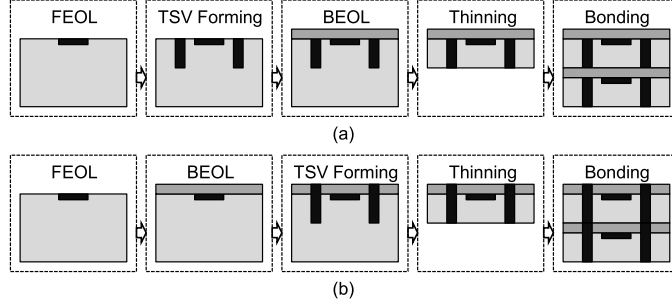 FEOL TSV Forming BEOL Thinning Bonding
(a)
FEOL BEOL TSV Forming Thinning Bonding
(b)